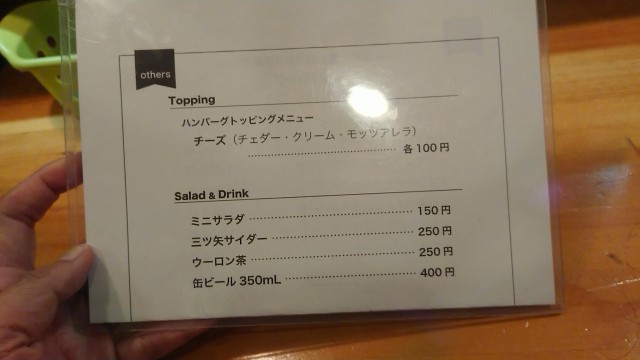 others
Topping
ハンバーグトッピングメニュー
チーズ（チェダー・クリーム・モッツアレラ）
各100円
Salad & Drink
ミニサラダ 150円
三ツ矢サイダー 250円
ウーロン茶 250円
缶ビール 350mL 400円